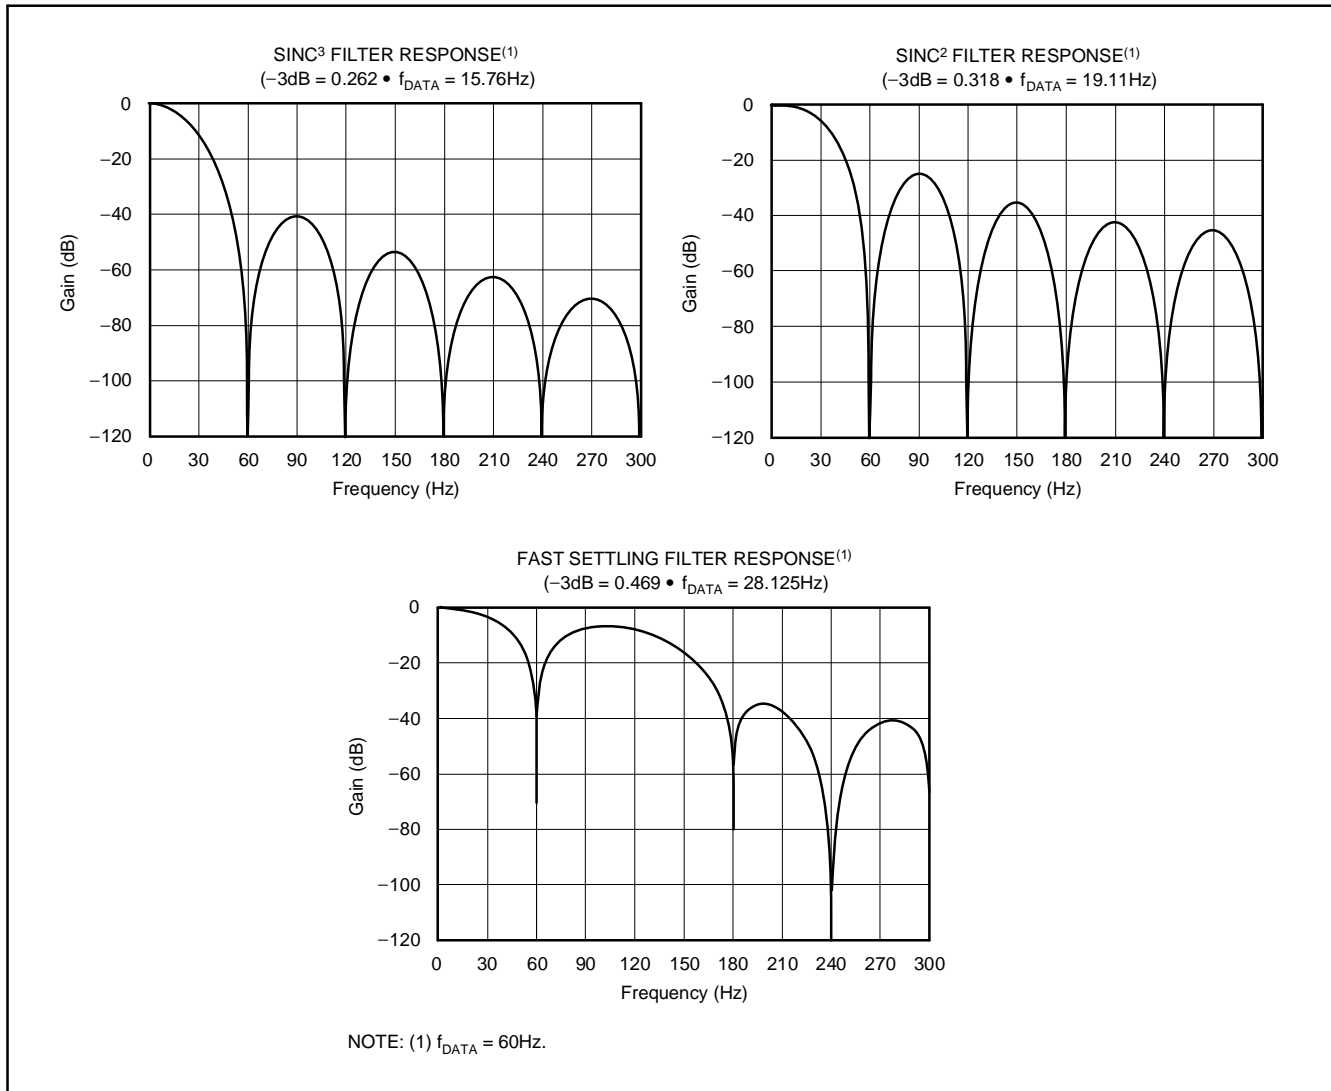 SINC³ FILTER RESPONSE(1)
(−3dB = 0.262 • fDATA = 15.76Hz)
0
−20
−40
−60
−80
−100
−120
Gain (dB)
0 30 60 90 120 150 180 210 240 270 300
Frequency (Hz)
SINC² FILTER RESPONSE(1)
(−3dB = 0.318 • fDATA = 19.11Hz)
0
−20
−40
−60
−80
−100
−120
Gain (dB)
0 30 60 90 120 150 180 210 240 270 300
Frequency (Hz)
FAST SETTLING FILTER RESPONSE(1)
(−3dB = 0.469 • fDATA = 28.125Hz)
0
−20
−40
−60
−80
−100
−120
Gain (dB)
0 30 60 90 120 150 180 210 240 270 300
Frequency (Hz)
NOTE: (1) fDATA = 60Hz.